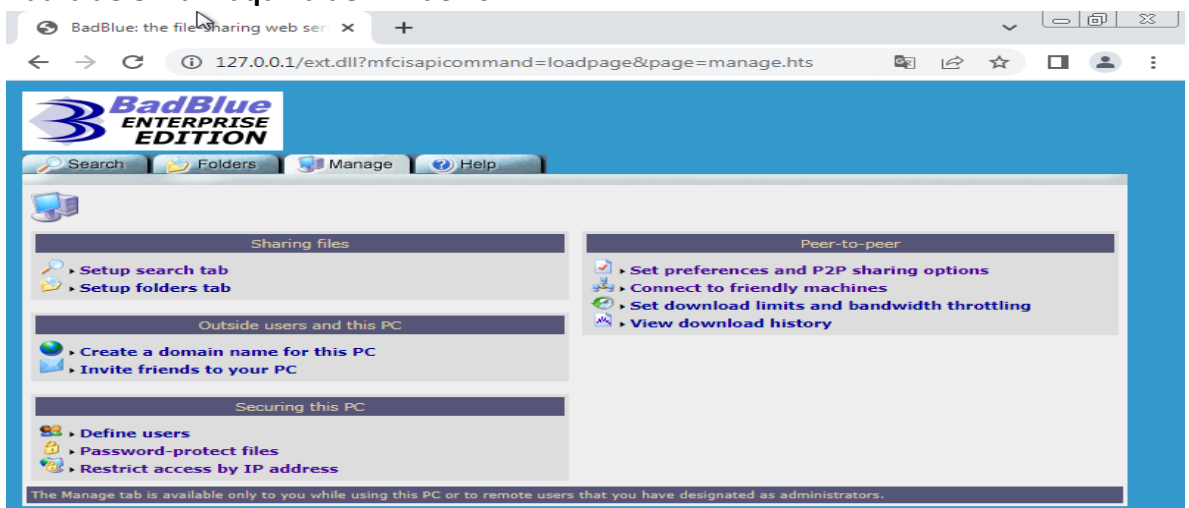 BadBlue: the file-sharing web ser
127.0.0.1/ext.dll?mfcisapicommand=loadpage&page=manage.hts
BadBlue
ENTERPRISE
EDITION
Search Folders Manage Help
Sharing files
Setup search tab
Setup folders tab
Outside users and this PC
Create a domain name for this PC
Invite friends to your PC
Securing this PC
Define users
Password-protect files
Restrict access by IP address
Peer-to-peer
Set preferences and P2P sharing options
Connect to friendly machines
Set download limits and bandwidth throttling
View download history
The Manage tab is available only to you while using this PC or to remote users that you have designated as administrators.